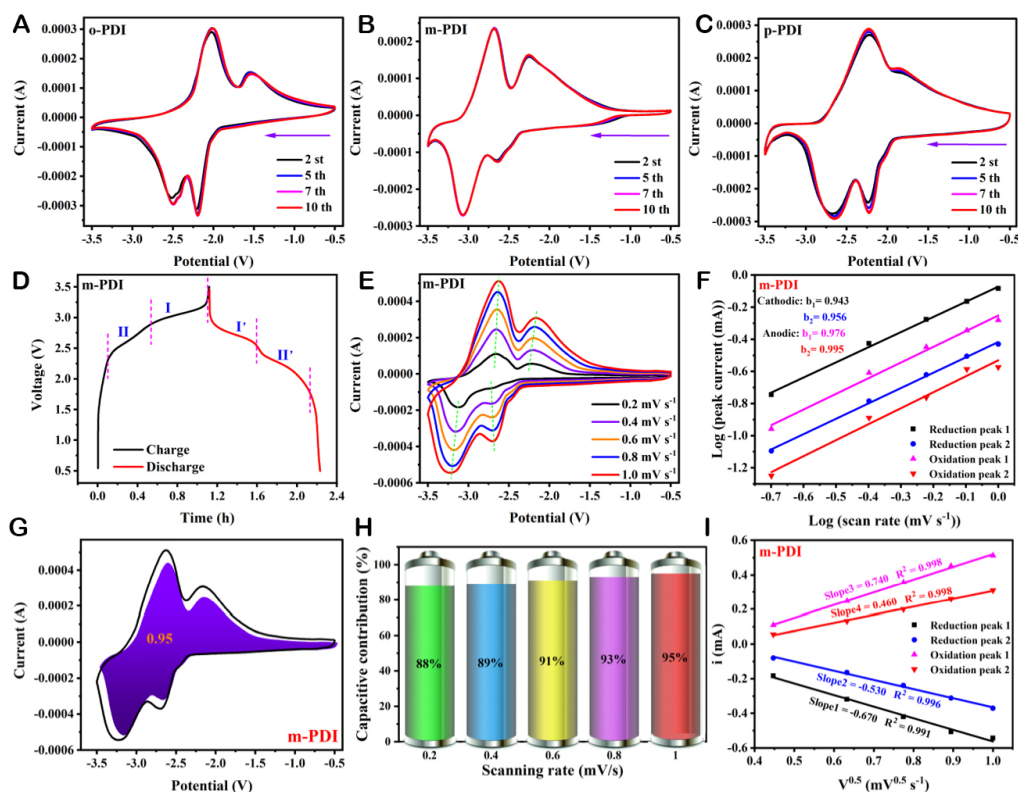 A
o-PDI
0.0003
0.0002
0.0001
0.0000
-0.0001
-0.0002
-0.0003
Current (A)
2 st
5 th
7 th
10 th
-3.5 -3.0 -2.5 -2.0 -1.5 -1.0 -0.5
Potential (V)
B
m-PDI
0.0002
0.0001
0.0000
-0.0001
-0.0002
-0.0003
Current (A)
2 st
5 th
7 th
10 th
-3.5 -3.0 -2.5 -2.0 -1.5 -1.0 -0.5
Potential (V)
C
p-PDI
0.0003
0.0002
0.0001
0.0000
-0.0001
-0.0002
-0.0003
Current (A)
2 st
5 th
7 th
10 th
-3.5 -3.0 -2.5 -2.0 -1.5 -1.0 -0.5
Potential (V)
D
m-PDI
3.5
3.0
2.5
2.0
1.5
1.0
0.5
Voltage (V)
II
I
I'
II'
Charge
Discharge
0.0 0.4 0.8 1.2 1.6 2.0 2.4
Time (h)
E
m-PDI
0.0004
0.0002
0.0000
-0.0002
-0.0004
-0.0006
Current (A)
0.2 mV s-1
0.4 mV s-1
0.6 mV s-1
0.8 mV s-1
1.0 mV s-1
-3.5 -3.0 -2.5 -2.0 -1.5 -1.0 -0.5
Potential (V)
F
m-PDI
0.0
-0.2
-0.4
-0.6
-0.8
-1.0
-1.2
Log (peak current (mA))
Cathodic: b1= 0.943
b2= 0.956
Anodic: b1= 0.976
b2= 0.995
Reduction peak 1
Reduction peak 2
Oxidation peak 1
Oxidation peak 2
-0.7 -0.6 -0.5 -0.4 -0.3 -0.2 -0.1 0.0
Log (scan rate (mV s-1))
G
0.0004
0.0002
0.0000
-0.0002
-0.0004
-0.0006
Current (A)
0.95
m-PDI
-3.5 -3.0 -2.5 -2.0 -1.5 -1.0 -0.5
Potential (V)
H
100
80
60
40
20
0
Capacitive contribution (%)
88%
89%
91%
93%
95%
0.2 0.4 0.6 0.8 1
Scanning rate (mV/s)
I
m-PDI
0.6
0.4
0.2
0.0
-0.2
-0.4
-0.6
i (mA)
Slope3 = 0.740 R2 = 0.998
Slope4 = 0.460 R2 = 0.998
Reduction peak 1
Reduction peak 2
Oxidation peak 1
Oxidation peak 2
Slope2 = -0.530 R2 = 0.996
Slope1 = -0.670 R2 = 0.991
0.4 0.5 0.6 0.7 0.8 0.9 1.0
V0.5 (mV0.5 s-1)